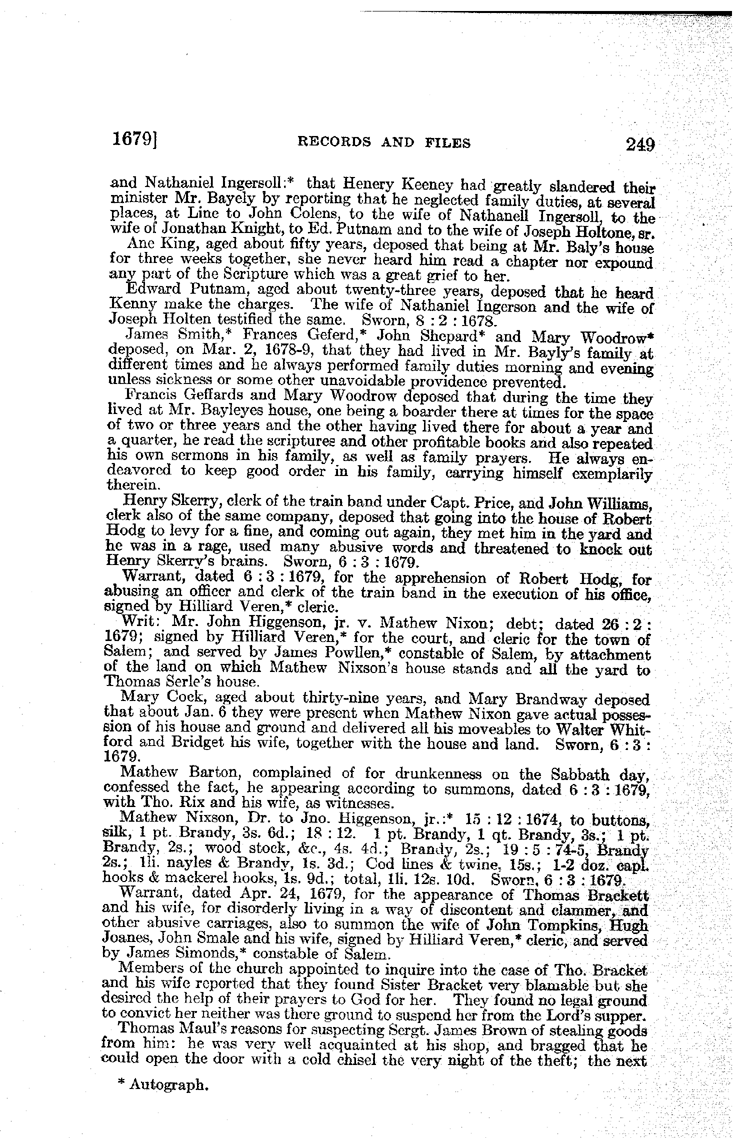 1679] RECORDS AND FILES 249
and Nathaniel Ingersoll:* that Henery Keeney had greatly slandered their
minister Mr. Bayely by reporting that he neglected family duties, at several
places, at Line to John Colens, to the wife of Nathanell Ingersoll, to the
wife of Jonathan Knight, to Ed. Putnam and to the wife of Joseph Holtone, sr.
Ane King, aged about fifty years, deposed that being at Mr. Baly's house
for three weeks together, she never heard him read a chapter nor expound
any part of the Scripture which was a great grief to her.
Edward Putnam, aged about twenty-three years, deposed that he heard
Kenny make the charges. The wife of Nathaniel Ingerson and the wife of
Joseph Holten testified the same. Sworn, 8 : 2 : 1678.
James Smith,* Frances Geferd,* John Shepard* and Mary Woodrow*
deposed, on Mar. 2, 1678-9, that they had lived in Mr. Bayly's family at
different times and he always performed family duties morning and evening
unless sickness or some other unavoidable providence prevented.
Francis Geffards and Mary Woodrow deposed that during the time they
lived at Mr. Bayleyes house, one being a boarder there at times for the space
of two or three years and the other having lived there for about a year and
a quarter, he read the scriptures and other profitable books and also repeated
his own sermons in his family, as well as family prayers. He always en-
deavored to keep good order in his family, carrying himself exemplarily
therein.
Henry Skerry, clerk of the train band under Capt. Price, and John Williams,
clerk also of the same company, deposed that going into the house of Robert
Hodg to levy for a fine, and coming out again, they met him in the yard and
he was in a rage, used many abusive words and threatened to knock out
Henry Skerry's brains. Sworn, 6 : 3 : 1679.
Warrant, dated 6 : 3 : 1679, for the apprehension of Robert Hodg, for
abusing an officer and clerk of the train band in the execution of his office,
signed by Hilliard Veren,* cleric.
Writ: Mr. John Higgenson, jr. v. Mathew Nixon; debt; dated 26 : 2 :
1679; signed by Hilliard Veren,* for the court, and cleric for the town of
Salem; and served by James Powllen,* constable of Salem, by attachment
of the land on which Mathew Nixson's house stands and all the yard to
Thomas Serle's house.
Mary Cock, aged about thirty-nine years, and Mary Brandway deposed
that about Jan. 6 they were present when Mathew Nixon gave actual posses-
sion of his house and ground and delivered all his moveables to Walter Whit-
ford and Bridget his wife, together with the house and land. Sworn, 6 : 3 :
1679.
Mathew Barton, complained of for drunkenness on the Sabbath day,
confessed the fact, he appearing according to summons, dated 6 : 3 : 1679,
with Tho. Rix and his wife, as witnesses.
Mathew Nixson, Dr. to Jno. Higgenson, jr.:* 15 : 12 : 1674, to buttons,
silk, 1 pt. Brandy, 3s. 6d.; 18 : 12. 1 pt. Brandy, 1 qt. Brandy, 3s.; 1 pt.
Brandy, 2s.; wood stock, &c., 4s. 4d.; Brandy, 2s.; 19 : 5 : 74-5, Brandy
2s.; 1li. nayles & Brandy, 1s. 3d.; Cod lines & twine, 15s.; 1-2 doz. capl.
hooks & mackerel hooks, 1s. 9d.; total, 1li. 12s. 10d. Sworn, 6 : 3 : 1679.
Warrant, dated Apr. 24, 1679, for the appearance of Thomas Brackett
and his wife, for disorderly living in a way of discontent and clammer, and
other abusive carriages, also to summon the wife of John Tompkins, Hugh
Joanes, John Smale and his wife, signed by Hilliard Veren,* cleric, and served
by James Simonds,* constable of Salem.
Members of the church appointed to inquire into the case of Tho. Bracket
and his wife reported that they found Sister Bracket very blamable but she
desired the help of their prayers to God for her. They found no legal ground
to convict her neither was there ground to suspend her from the Lord's supper.
Thomas Maul's reasons for suspecting Sergt. James Brown of stealing goods
from him: he was very well acquainted at his shop, and bragged that he
could open the door with a cold chisel the very night of the theft; the next
* Autograph.